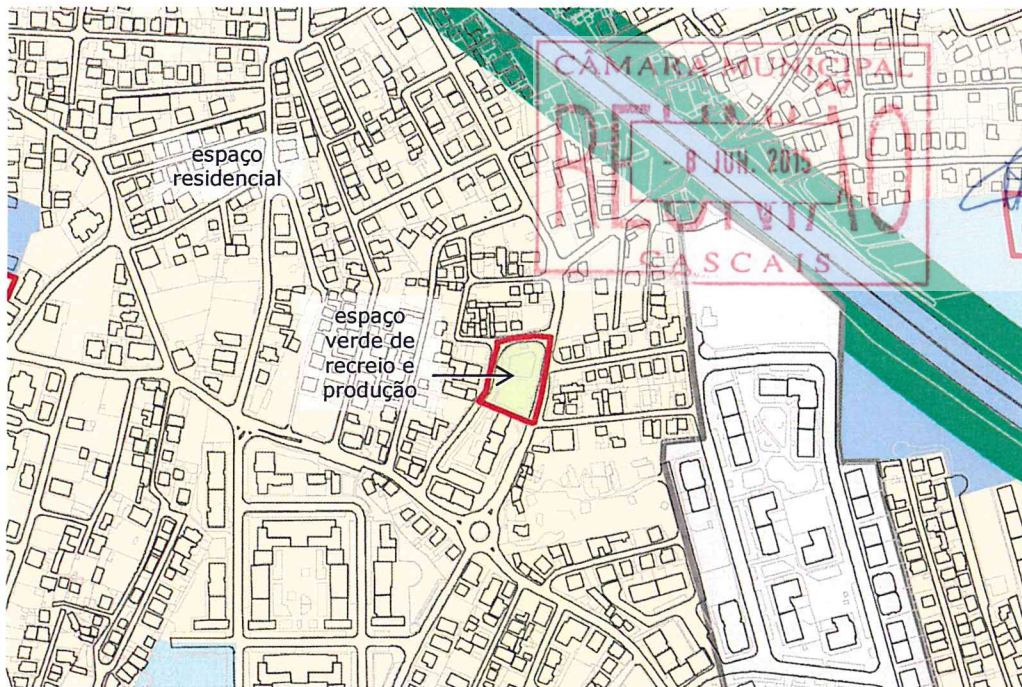 CÂMARA MUNICIPAL
- 8 JUN. 2015
CASCAIS
espaço
residencial
espaço
verde de
recreio e
produção